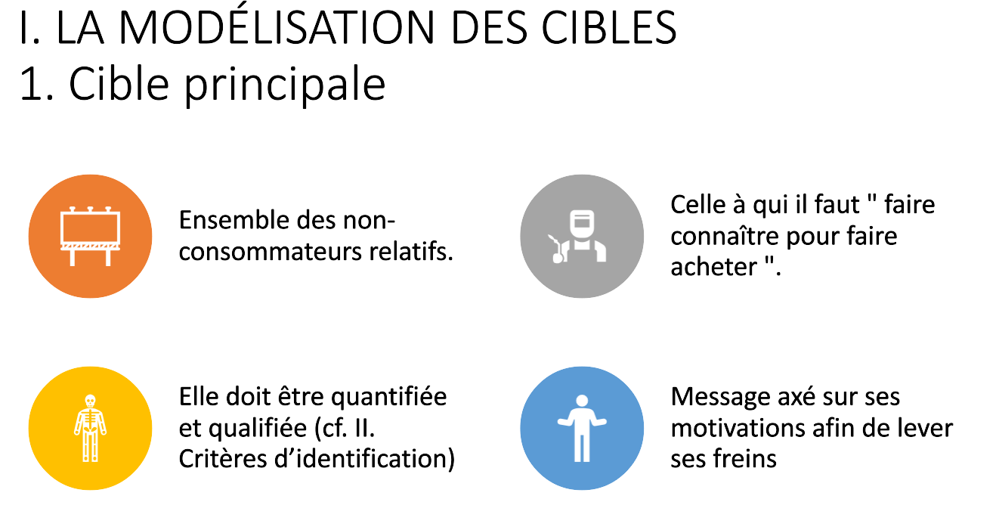 I. LA MODÉLISATION DES CIBLES
1. Cible principale
Ensemble des non-
consommateurs relatifs.
Celle à qui il faut " faire
connaître pour faire
acheter ".
Elle doit être quantifiée
et qualifiée (cf. II.
Critères d’identification)
Message axé sur ses
motivations afin de lever
ses freins